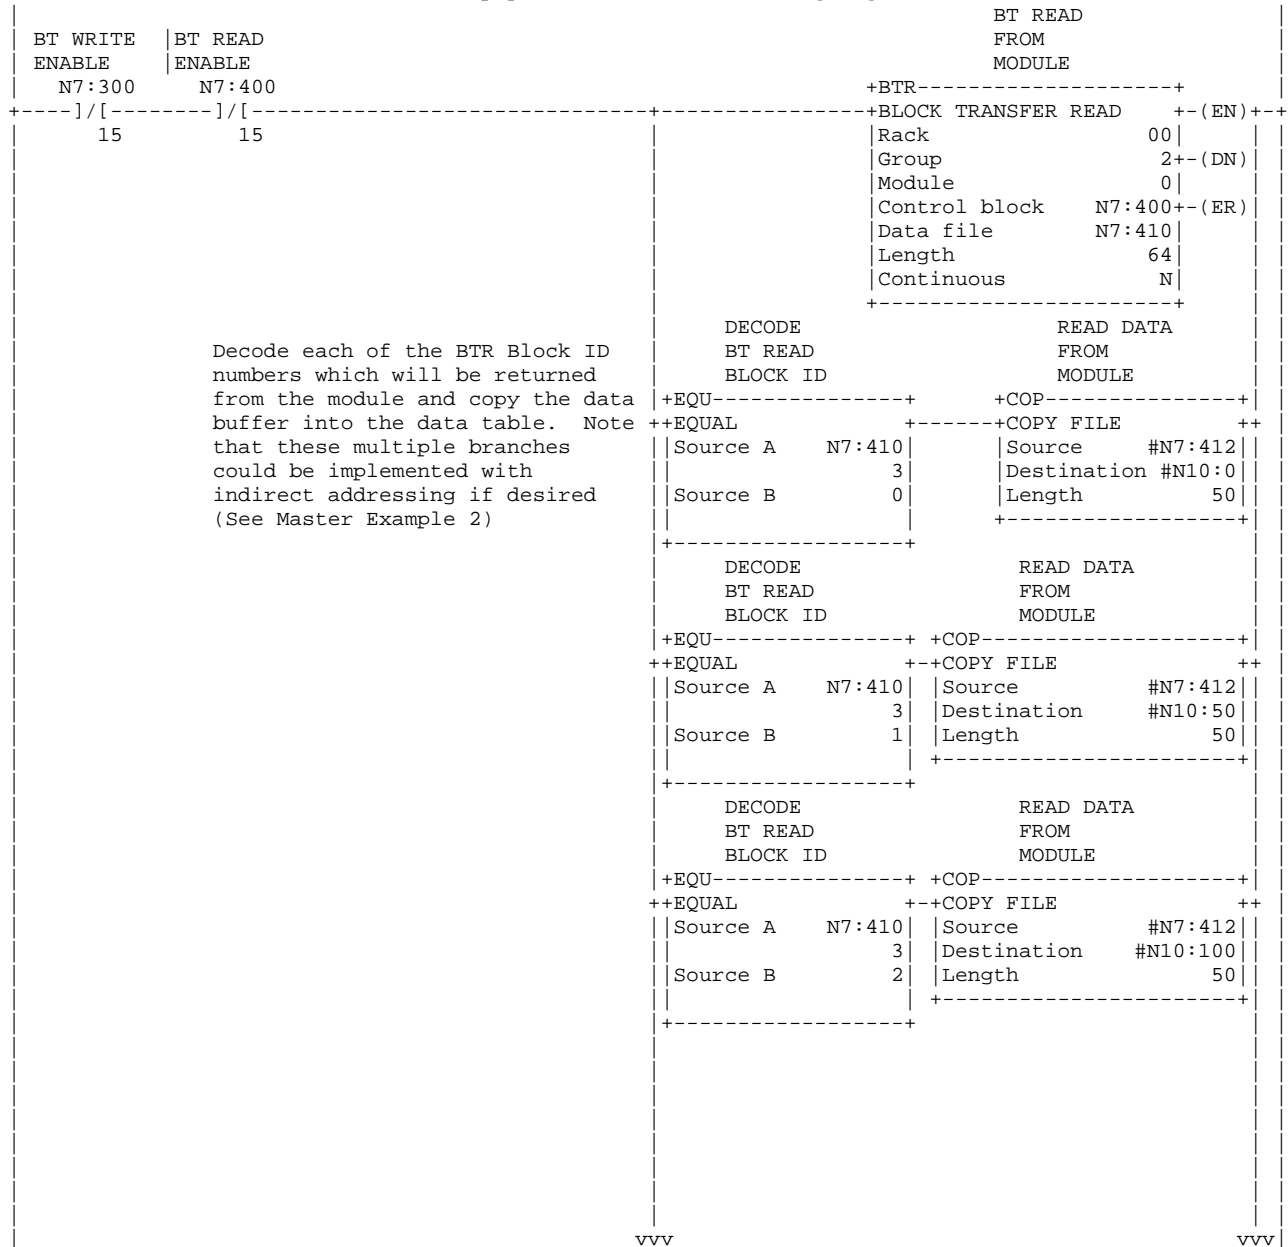 BT READ
BT WRITE |BT READ FROM
ENABLE |ENABLE MODULE
N7:300 N7:400 +BTR--------------------+
+----]/[--------]/[-------------------------------+----------------+BLOCK TRANSFER READ +-(EN)+-+
15 15 |Rack 00|
|Group 2+-(DN)|
|Module 0|
|Control block N7:400+-(ER)|
|Data file N7:410|
|Length 64|
|Continuous N|
+-----------------------+
DECODE READ DATA
Decode each of the BTR Block ID | BT READ FROM
numbers which will be returned | BLOCK ID MODULE
from the module and copy the data |+EQU---------------+ +COP---------------+|
buffer into the data table. Note ++EQUAL +------+COPY FILE ++
that these multiple branches ||Source A N7:410| |Source #N7:412||
could be implemented with || 3| |Destination #N10:0||
indirect addressing if desired ||Source B 0| |Length 50||
(See Master Example 2) || | +------------------+|
|+------------------+
DECODE READ DATA
BT READ FROM
BLOCK ID MODULE
|+EQU---------------+ +COP--------------------+|
++EQUAL +-+COPY FILE ++
||Source A N7:410| |Source #N7:412||
|| 3| |Destination #N10:50||
||Source B 1| |Length 50||
|| | +-----------------------+|
|+------------------+
DECODE READ DATA
BT READ FROM
BLOCK ID MODULE
|+EQU---------------+ +COP--------------------+|
++EQUAL +-+COPY FILE ++
||Source A N7:410| |Source #N7:412||
|| 3| |Destination #N10:100||
||Source B 2| |Length 50||
|| | +-----------------------+|
|+------------------+
vvv vvv|